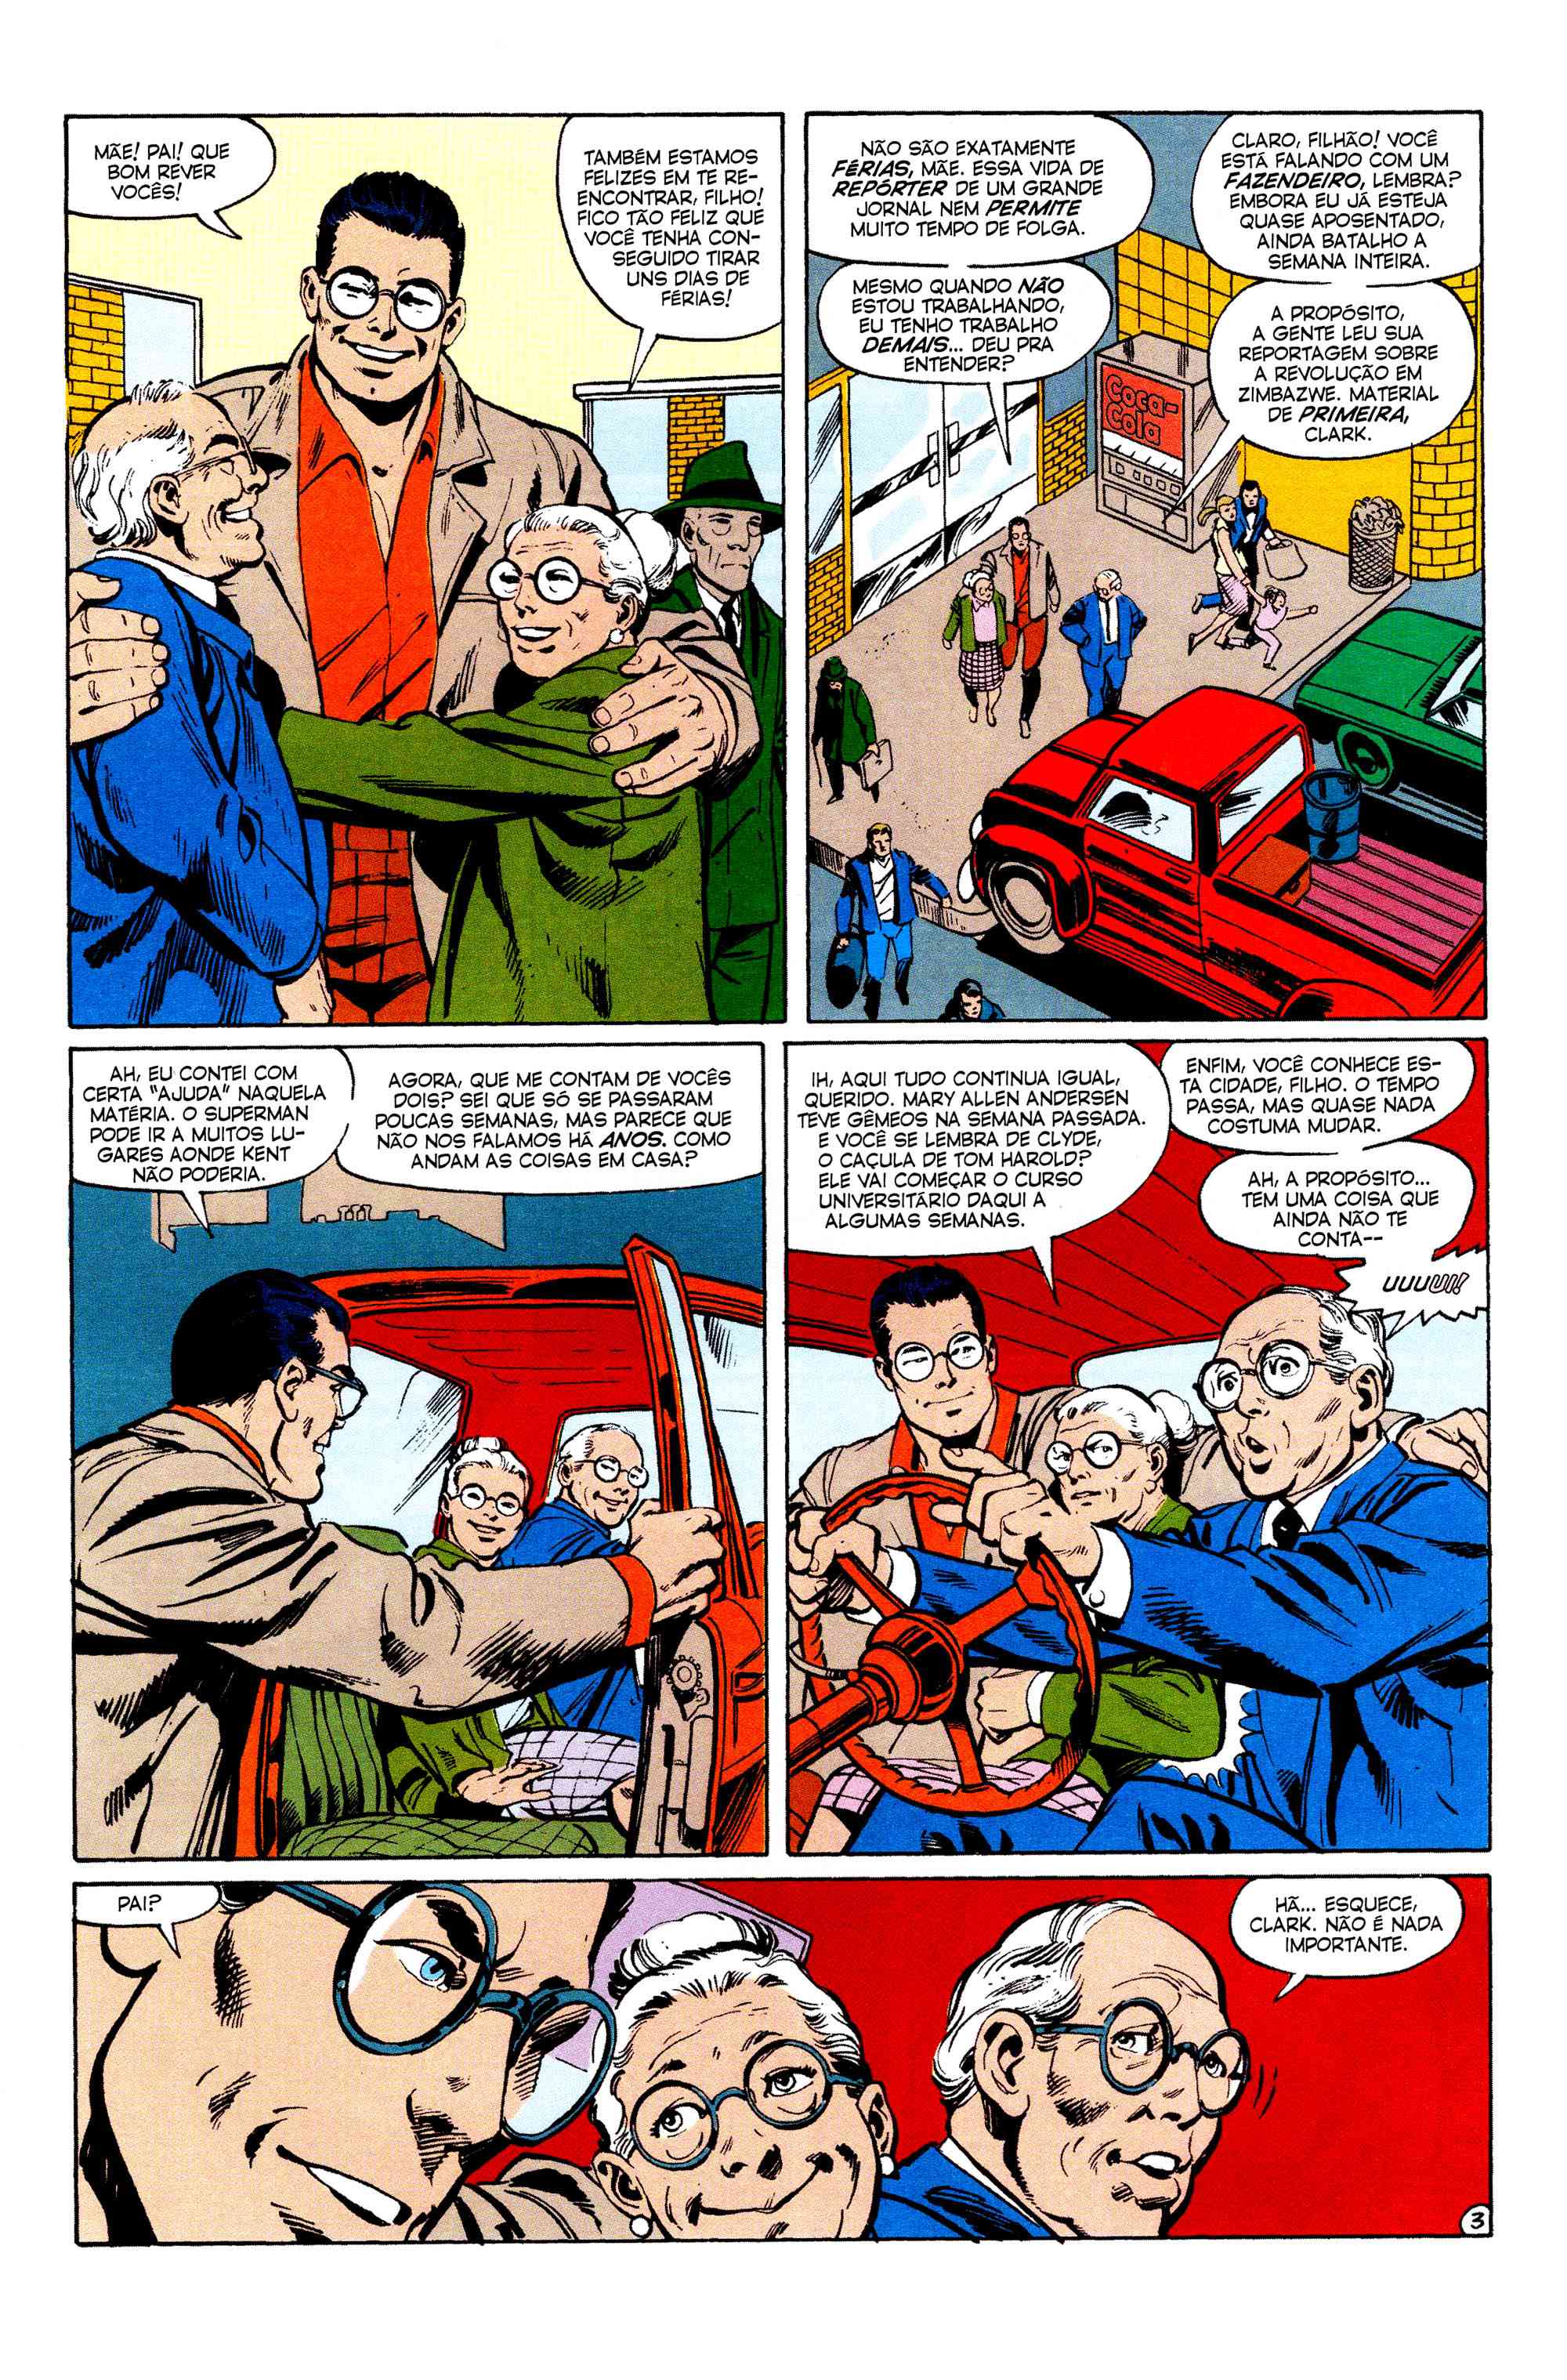 MÃE! PAI! QUE
BOM REVER
VOCÊS!
TAMBÉM ESTAMOS
FELIZES EM TE RE-
ENCONTRAR, FILHO!
FICO TÃO FELIZ QUE
VOCÊ TENHA CON-
SEGUIDO TIRAR
UNS DIAS DE
FÉRIAS!
NÃO SÃO EXATAMENTE
FÉRIAS, MÃE. ESSA VIDA DE
REPÓRTER DE UM GRANDE
JORNAL NEM PERMITE
MUITO TEMPO DE FOLGA.
MESMO QUANDO NÃO
ESTOU TRABALHANDO,
EU TENHO TRABALHO
DEMAIS... DEU PRA
ENTENDER?
CLARO, FILHÃO! VOCÊ
ESTÁ FALANDO COM UM
FAZENDEIRO, LEMBRA?
EMBORA EU JÁ ESTEJA
QUASE APOSENTADO,
AINDA BATALHO A
SEMANA INTEIRA.
A PROPÓSITO,
A GENTE LEU SUA
REPORTAGEM SOBRE
A REVOLUÇÃO EM
ZIMBAZWE. MATERIAL
DE PRIMEIRA,
CLARK.
Coca-
Cola
AH, EU CONTEI COM
CERTA "AJUDA" NAQUELA
MATÉRIA. O SUPERMAN
PODE IR A MUITOS LU-
GARES AONDE KENT
NÃO PODERIA.
AGORA, QUE ME CONTAM DE VOCÊS
DOIS? SEI QUE SÓ SE PASSARAM
POUCAS SEMANAS, MAS PARECE QUE
NÃO NOS FALAMOS HÁ ANOS. COMO
ANDAM AS COISAS EM CASA?
IH, AQUI TUDO CONTINUA IGUAL,
QUERIDO. MARY ALLEN ANDERSEN
TEVE GÊMEOS NA SEMANA PASSADA.
E VOCÊ SE LEMBRA DE CLYDE,
O CAÇULA DE TOM HAROLD?
ELE VAI COMEÇAR O CURSO
UNIVERSITÁRIO DAQUI A
ALGUMAS SEMANAS.
ENFIM, VOCÊ CONHECE ES-
TA CIDADE, FILHO. O TEMPO
PASSA, MAS QUASE NADA
COSTUMA MUDAR.
AH, A PROPÓSITO...
TEM UMA COISA QUE
AINDA NÃO TE
CONTA--
UUUUI!
PAI?
HÃ... ESQUECE,
CLARK. NÃO É NADA
IMPORTANTE.
3